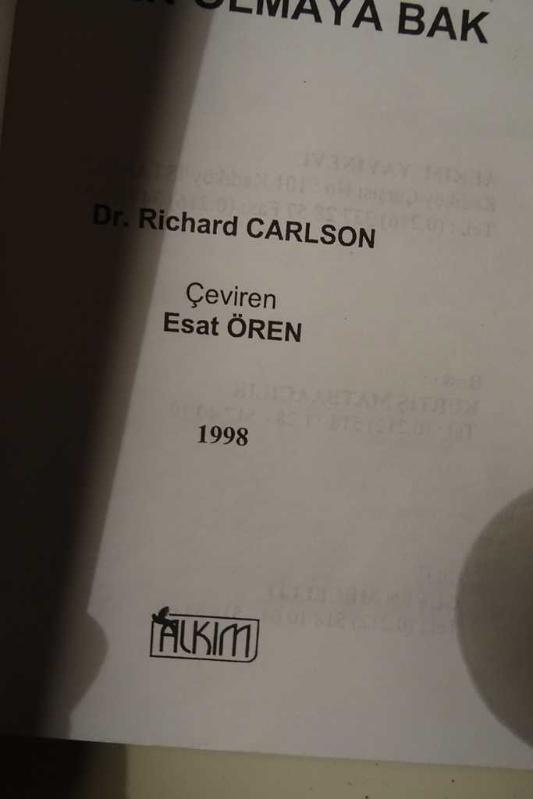 OLMAYA BAK
Dr. Richard CARLSON
Çeviren
Esat ÖREN
1998
ALKIM